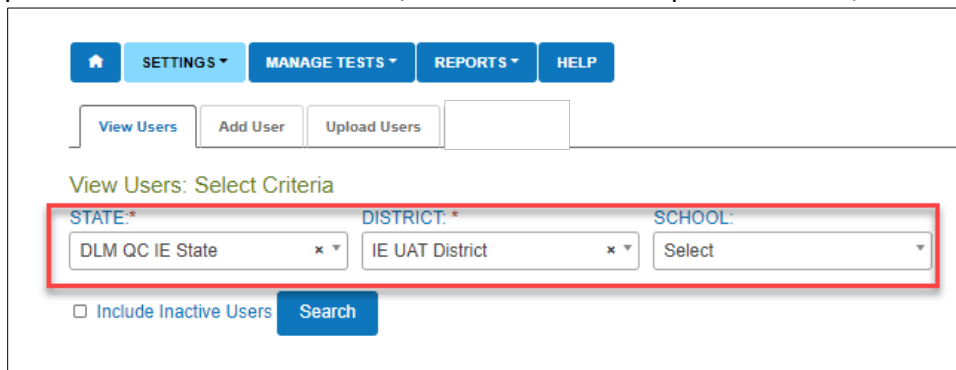 SETTINGS MANAGE TESTS REPORTS HELP
View Users Add User Upload Users
View Users: Select Criteria
STATE:* DISTRICT: * SCHOOL:
DLM QC IE State × IE UAT District × Select
Include Inactive Users Search